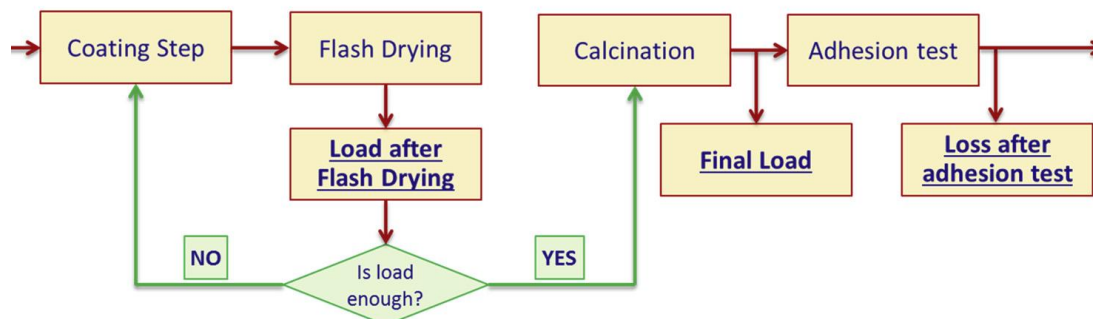 Coating Step
Flash Drying
Calcination
Adhesion test
Load after
Flash Drying
Final Load
Loss after
adhesion test
NO
YES
Is load
enough?